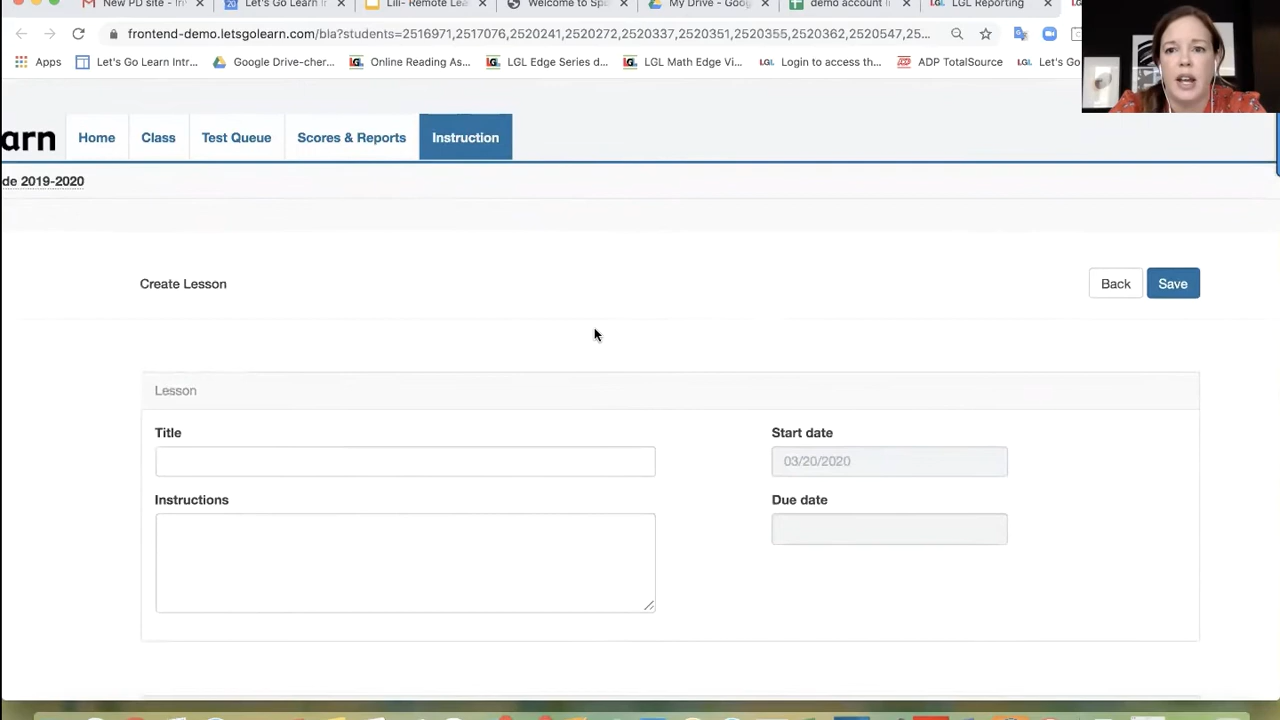 New PD site - Inv
Let's Go Learn I
Lili- Remote Lea
Welcome to Sp
My Drive - Goog
demo account l
LGL Reporting
frontend-demo.letsgolearn.com/bla?students=2516971,2517076,2520241,2520272,2520337,2520351,2520355,2520362,2520547,25...
Apps
Let's Go Learn Intr...
Google Drive-cher...
Online Reading As...
LGL Edge Series d...
LGL Math Edge Vi...
Login to access th...
ADP TotalSource
Let's Go
arn
Home
Class
Test Queue
Scores & Reports
Instruction
de 2019-2020
Create Lesson
Back
Save
Lesson
Title
Start date
03/20/2020
Instructions
Due date